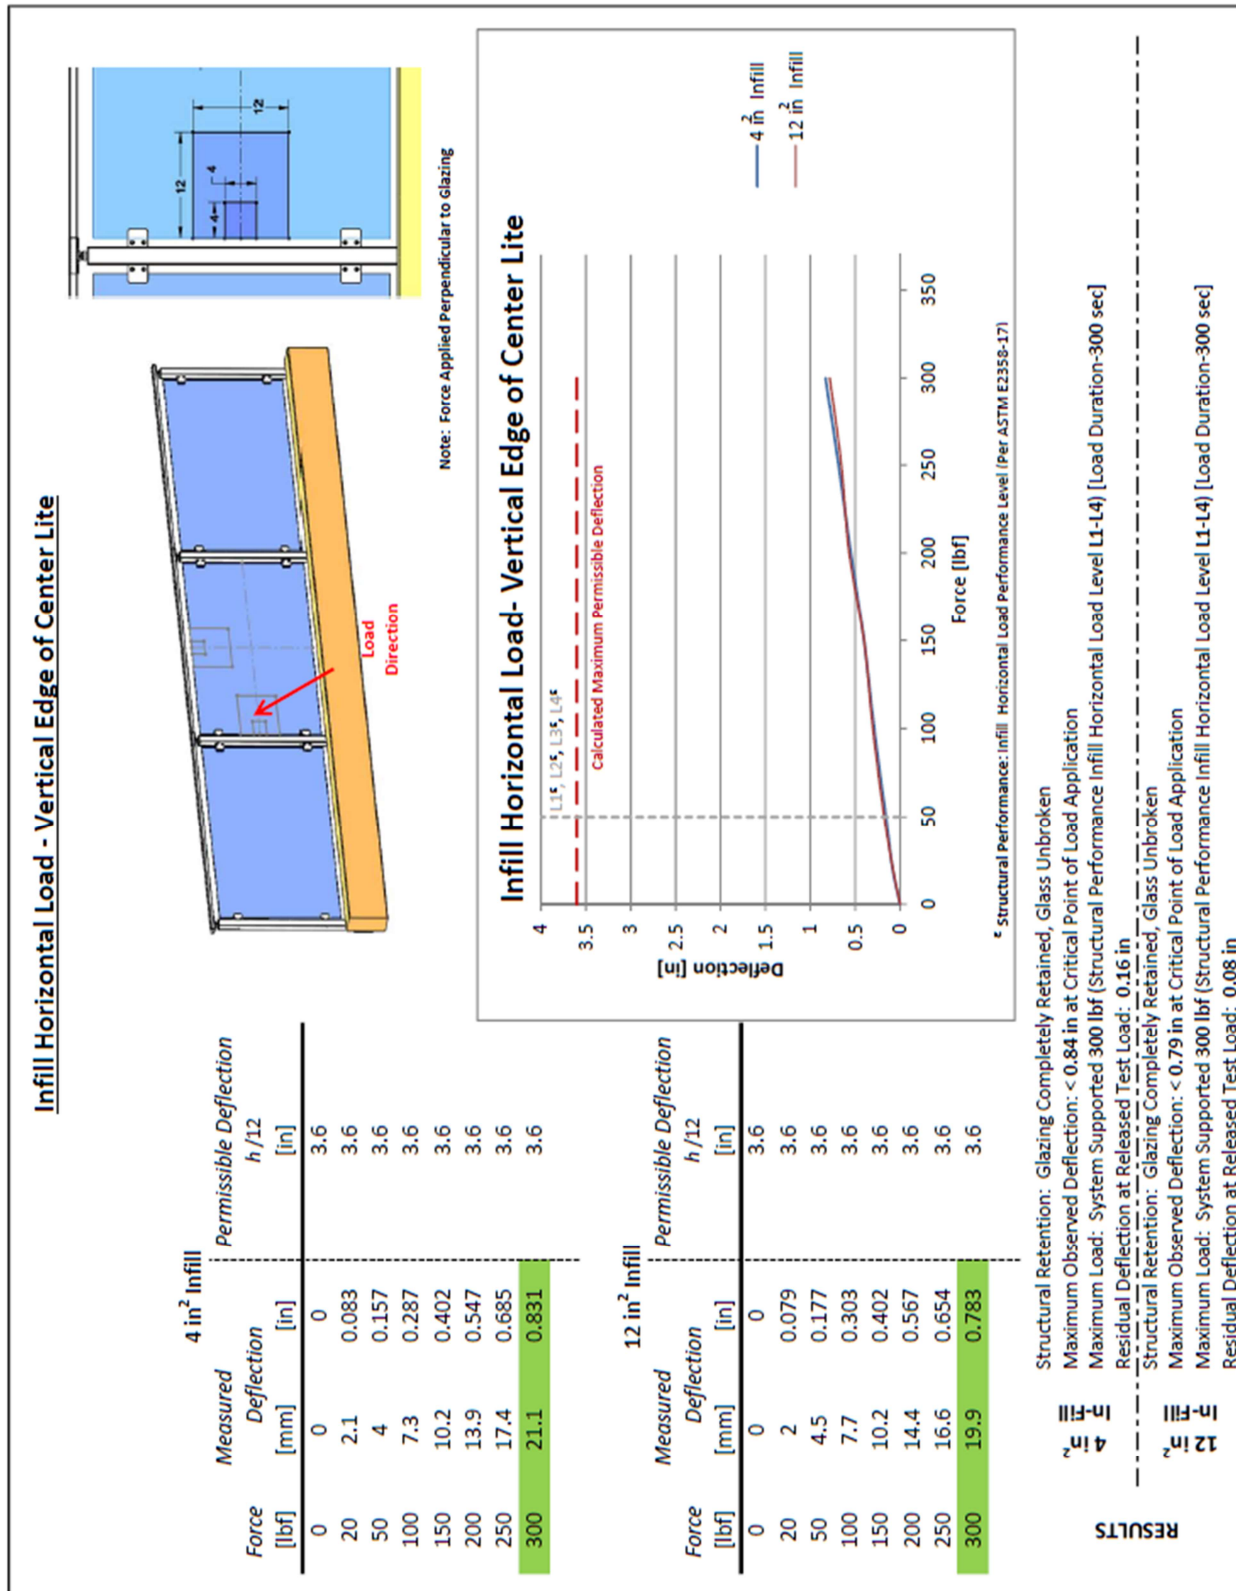 Infill Horizontal Load - Vertical Edge of Center Lite
4 in² Infill
Force Measured Deflection Permissible Deflection h/12
[lbf] [mm] [in] [in]
0 0 0 3.6
20 2.1 0.083 3.6
50 4 0.157 3.6
100 7.3 0.287 3.6
150 10.2 0.402 3.6
200 13.9 0.547 3.6
250 17.4 0.685 3.6
300 21.1 0.831 3.6
12 in² Infill
Force Measured Deflection Permissible Deflection h/12
[lbf] [mm] [in] [in]
0 0 0 3.6
20 2 0.079 3.6
50 4.5 0.177 3.6
100 7.7 0.303 3.6
150 10.2 0.402 3.6
200 14.4 0.567 3.6
250 16.6 0.654 3.6
300 19.9 0.783 3.6
Load
Direction
12
4
4
12
Note: Force Applied Perpendicular to Glazing
Infill Horizontal Load- Vertical Edge of Center Lite
L1ᴱ, L2ᴱ, L3ᴱ, L4ᴱ
Calculated Maximum Permissible Deflection
4
3.5
3
2.5
2
1.5
1
0.5
0
Deflection [in]
0 50 100 150 200 250 300 350
Force [lbf]
4 in² Infill
12 in² Infill
ᴱ Structural Performance: Infill Horizontal Load Performance Level (Per ASTM E2358-17)
RESULTS
4 in²
In-Fill
Structural Retention: Glazing Completely Retained, Glass Unbroken
Maximum Observed Deflection: < 0.84 in at Critical Point of Load Application
Maximum Load: System Supported 300 lbf (Structural Performance Infill Horizontal Load Level L1-L4) [Load Duration-300 sec]
Residual Deflection at Released Test Load: 0.16 in
12 in²
In-Fill
Structural Retention: Glazing Completely Retained, Glass Unbroken
Maximum Observed Deflection: < 0.79 in at Critical Point of Load Application
Maximum Load: System Supported 300 lbf (Structural Performance Infill Horizontal Load Level L1-L4) [Load Duration-300 sec]
Residual Deflection at Released Test Load: 0.08 in